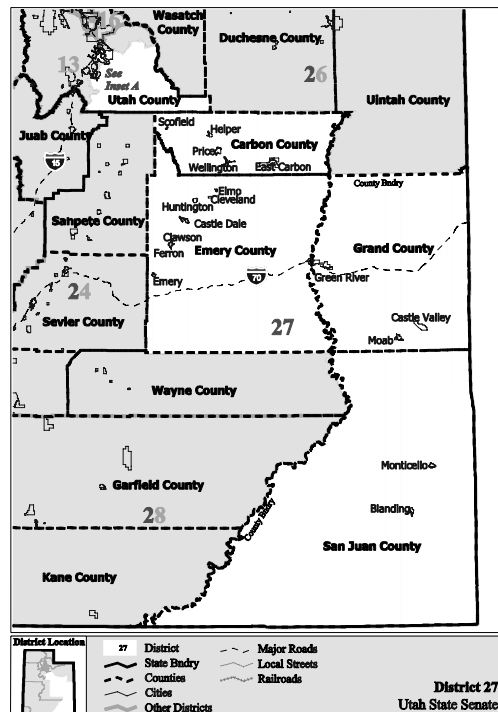 Wasatch
County
16
Duchesne County
13
See
Inset A
26
Uintah County
Utah County
Juab County
Scofield
Helper
Carbon County
Price
15
Wellington
East Carbon
County Bndry
Elmo
Cleveland
Huntington
Sanpete County
Castle Dale
Clawson
Emery County
Grand County
Ferron
Green River
Emery
70
24
Castle Valley
Sevier County
27
Moab
Wayne County
Monticello
Garfield County
Blanding
28
County Bndry
San Juan County
Kane County
District Location
27 District
State Bndry
Counties
Cities
Other Districts
Major Roads
Local Streets
Railroads
District 27
Utah State Senate